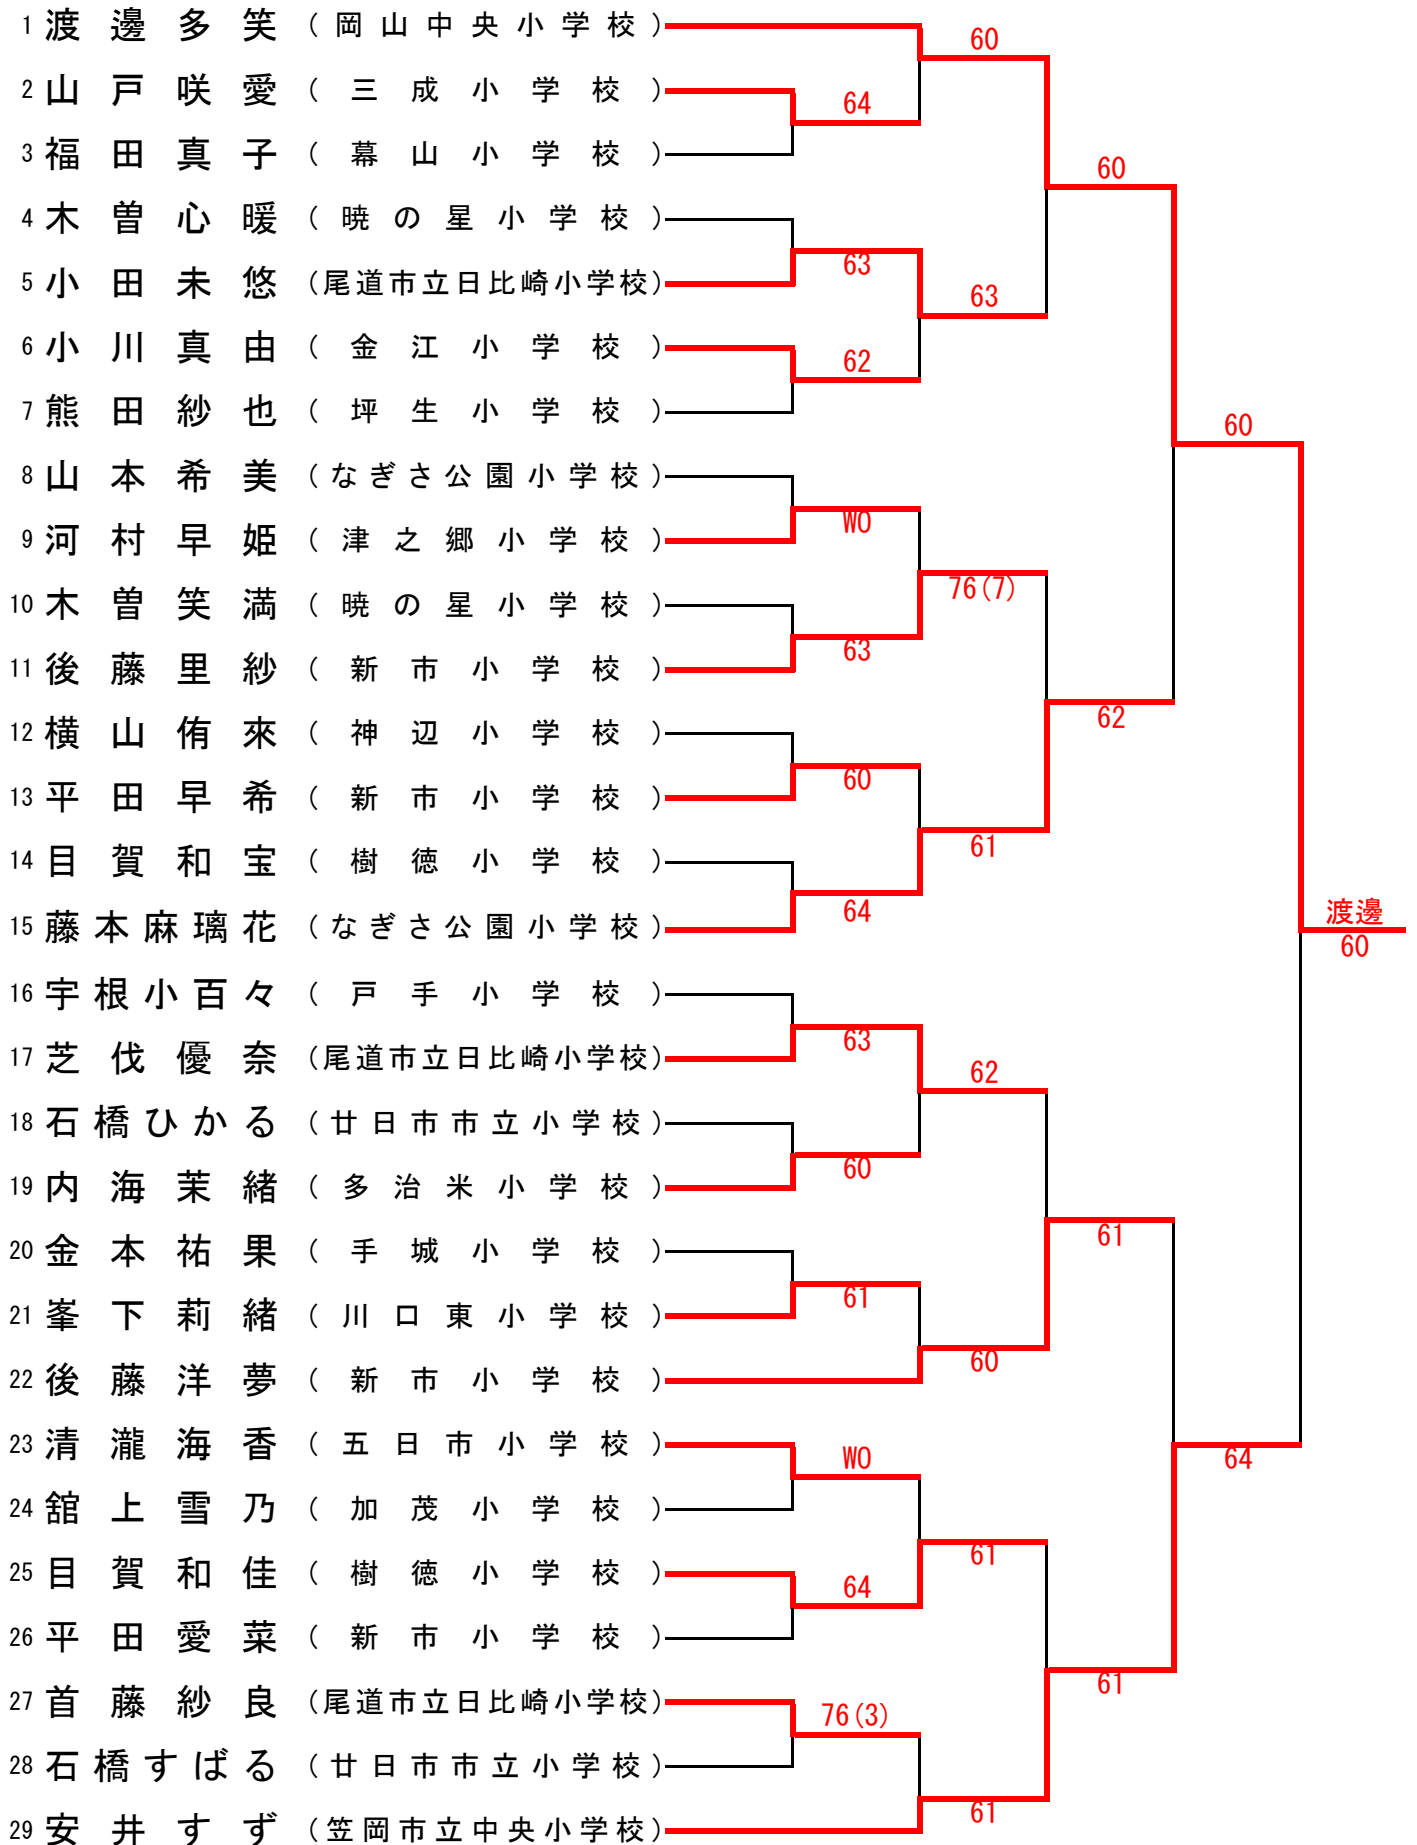 1 渡邊多笑 (岡山中央小学校)
60
2 山戸咲愛 (三成小学校)
64
3 福田真子 (幕山小学校)
60
4 木曽心暖 (暁の星小学校)
63
5 小田未悠 (尾道市立日比崎小学校)
63
6 小川真由 (金江小学校)
62
7 熊田紗也 (坪生小学校)
60
8 山本希美 (なぎさ公園小学校)
WO
9 河村早姫 (津之郷小学校)
76(7)
10 木曽笑満 (暁の星小学校)
63
11 後藤里紗 (新市小学校)
62
12 横山侑來 (神辺小学校)
60
13 平田早希 (新市小学校)
61
14 目賀和宝 (樹徳小学校)
64
15 藤本麻璃花 (なぎさ公園小学校)
渡邊
60
16 宇根小百々 (戸手小学校)
63
17 芝伐優奈 (尾道市立日比崎小学校)
62
18 石橋ひかる (廿日市市立小学校)
60
19 内海茉緒 (多治米小学校)
61
20 金本祐果 (手城小学校)
61
21 峯下莉緒 (川口東小学校)
60
22 後藤洋夢 (新市小学校)
23 清瀧海香 (五日市小学校)
WO
64
24 舘上雪乃 (加茂小学校)
61
25 目賀和佳 (樹徳小学校)
64
26 平田愛菜 (新市小学校)
61
27 首藤紗良 (尾道市立日比崎小学校)
76(3)
28 石橋すばる (廿日市市立小学校)
61
29 安井すず (笠岡市立中央小学校)